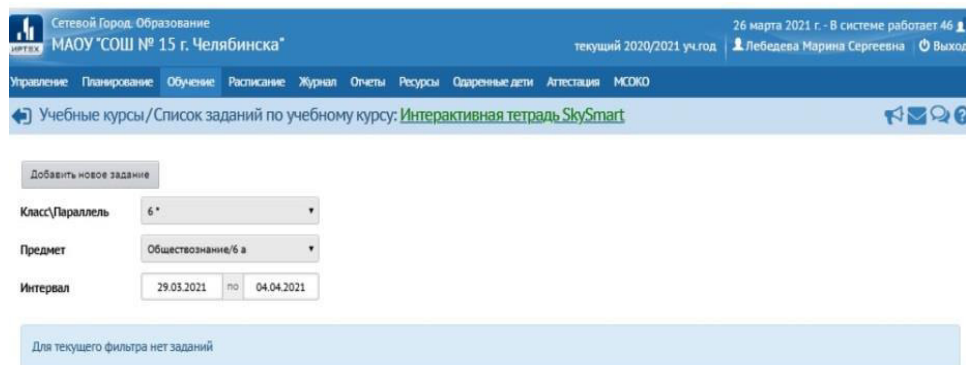 Сетевой Город. Образование
26 марта 2021 г. - В системе работает 46
ИРТЕХ
МАОУ "СОШ № 15 г. Челябинска"
текущий 2020/2021 уч.год
Лебедева Марина Сергеевна
Выход
Управление Планирование Обучение Расписание Журнал Отчеты Ресурсы Одаренные дети Аттестация МСОКО
Учебные курсы/Список заданий по учебному курсу: Интерактивная тетрадь SkySmart
Добавить новое задание
Класс\Параллель 6 *
Предмет Обществознание/6 а
Интервал 29.03.2021 по 04.04.2021
Для текущего фильтра нет заданий